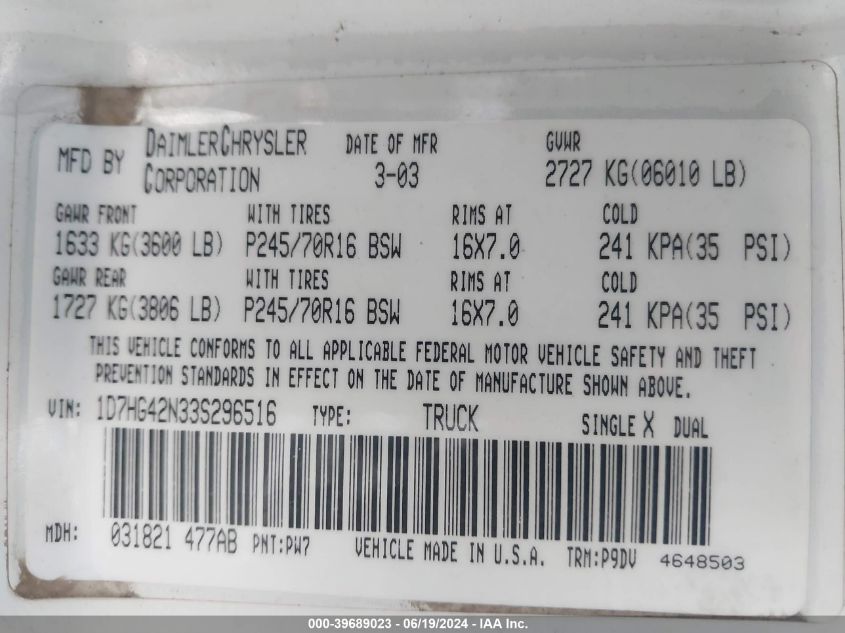 MFD BY DAIMLERCHRYSLER CORPORATION DATE OF MFR 3-03 GVWR 2727 KG(06010 LB)
GAWR FRONT WITH TIRES RIMS AT COLD
1633 KG(3600 LB) P245/70R16 BSW 16X7.0 241 KPA(35 PSI)
GAWR REAR WITH TIRES RIMS AT COLD
1727 KG(3806 LB) P245/70R16 BSW 16X7.0 241 KPA(35 PSI)
THIS VEHICLE CONFORMS TO ALL APPLICABLE FEDERAL MOTOR VEHICLE SAFETY AND THEFT
PREVENTION STANDARDS IN EFFECT ON THE DATE OF MANUFACTURE SHOWN ABOVE.
VIN: 1D7HG42N33S296516 TYPE: TRUCK SINGLE X DUAL
MDH: 031821 477AB PNT:PW7 VEHICLE MADE IN U.S.A. TRM:P9DV 4648503
000-39689023 - 06/19/2024 - IAA Inc.